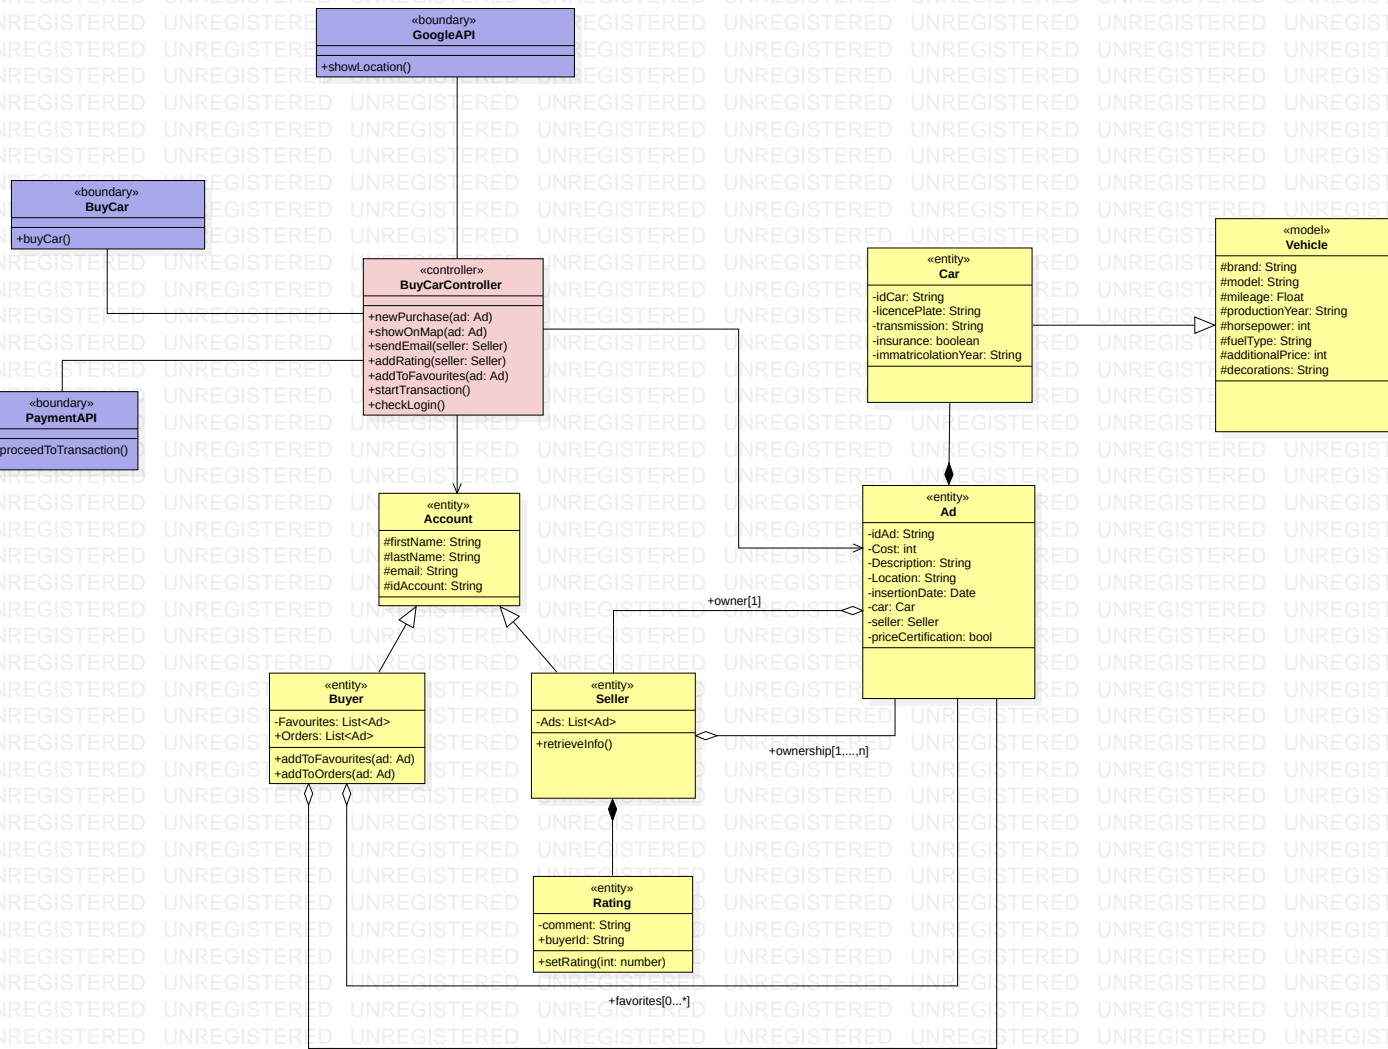 «boundary»
GoogleAPI
+showLocation()
«boundary»
BuyCar
+buyCar()
«controller»
BuyCarController
+newPurchase(ad: Ad)
+showOnMap(ad: Ad)
+sendEmail(seller: Seller)
+addRating(seller: Seller)
+addToFavourites(ad: Ad)
+startTransaction()
+checkLogin()
«boundary»
PaymentAPI
proceedToTransaction()
«entity»
Car
-idCar: String
-licencePlate: String
-transmission: String
-insurance: boolean
-immatricolationYear: String
«model»
Vehicle
#brand: String
#model: String
#mileage: Float
#productionYear: String
#horsepower: int
#fuelType: String
#additionalPrice: int
#decorations: String
«entity»
Account
#firstName: String
#lastName: String
#email: String
#idAccount: String
«entity»
Ad
-idAd: String
-Cost: int
-Description: String
-Location: String
-insertionDate: Date
-car: Car
-seller: Seller
-priceCertification: bool
+owner[1]
«entity»
Buyer
-Favourites: List<Ad>
+Orders: List<Ad>
+addToFavourites(ad: Ad)
+addToOrders(ad: Ad)
«entity»
Seller
-Ads: List<Ad>
+retrieveInfo()
+ownership[1,...,n]
«entity»
Rating
-comment: String
+buyerId: String
+setRating(int: number)
+favorites[0...*]
UNREGISTERED